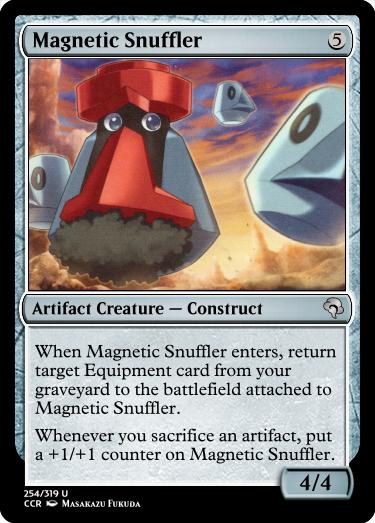 Magnetic Snuffler 5
Artifact Creature — Construct
When Magnetic Snuffler enters, return
target Equipment card from your
graveyard to the battlefield attached to
Magnetic Snuffler.
Whenever you sacrifice an artifact, put
a +1/+1 counter on Magnetic Snuffler.
4/4
254/319 U
CCR Masakazu Fukuda